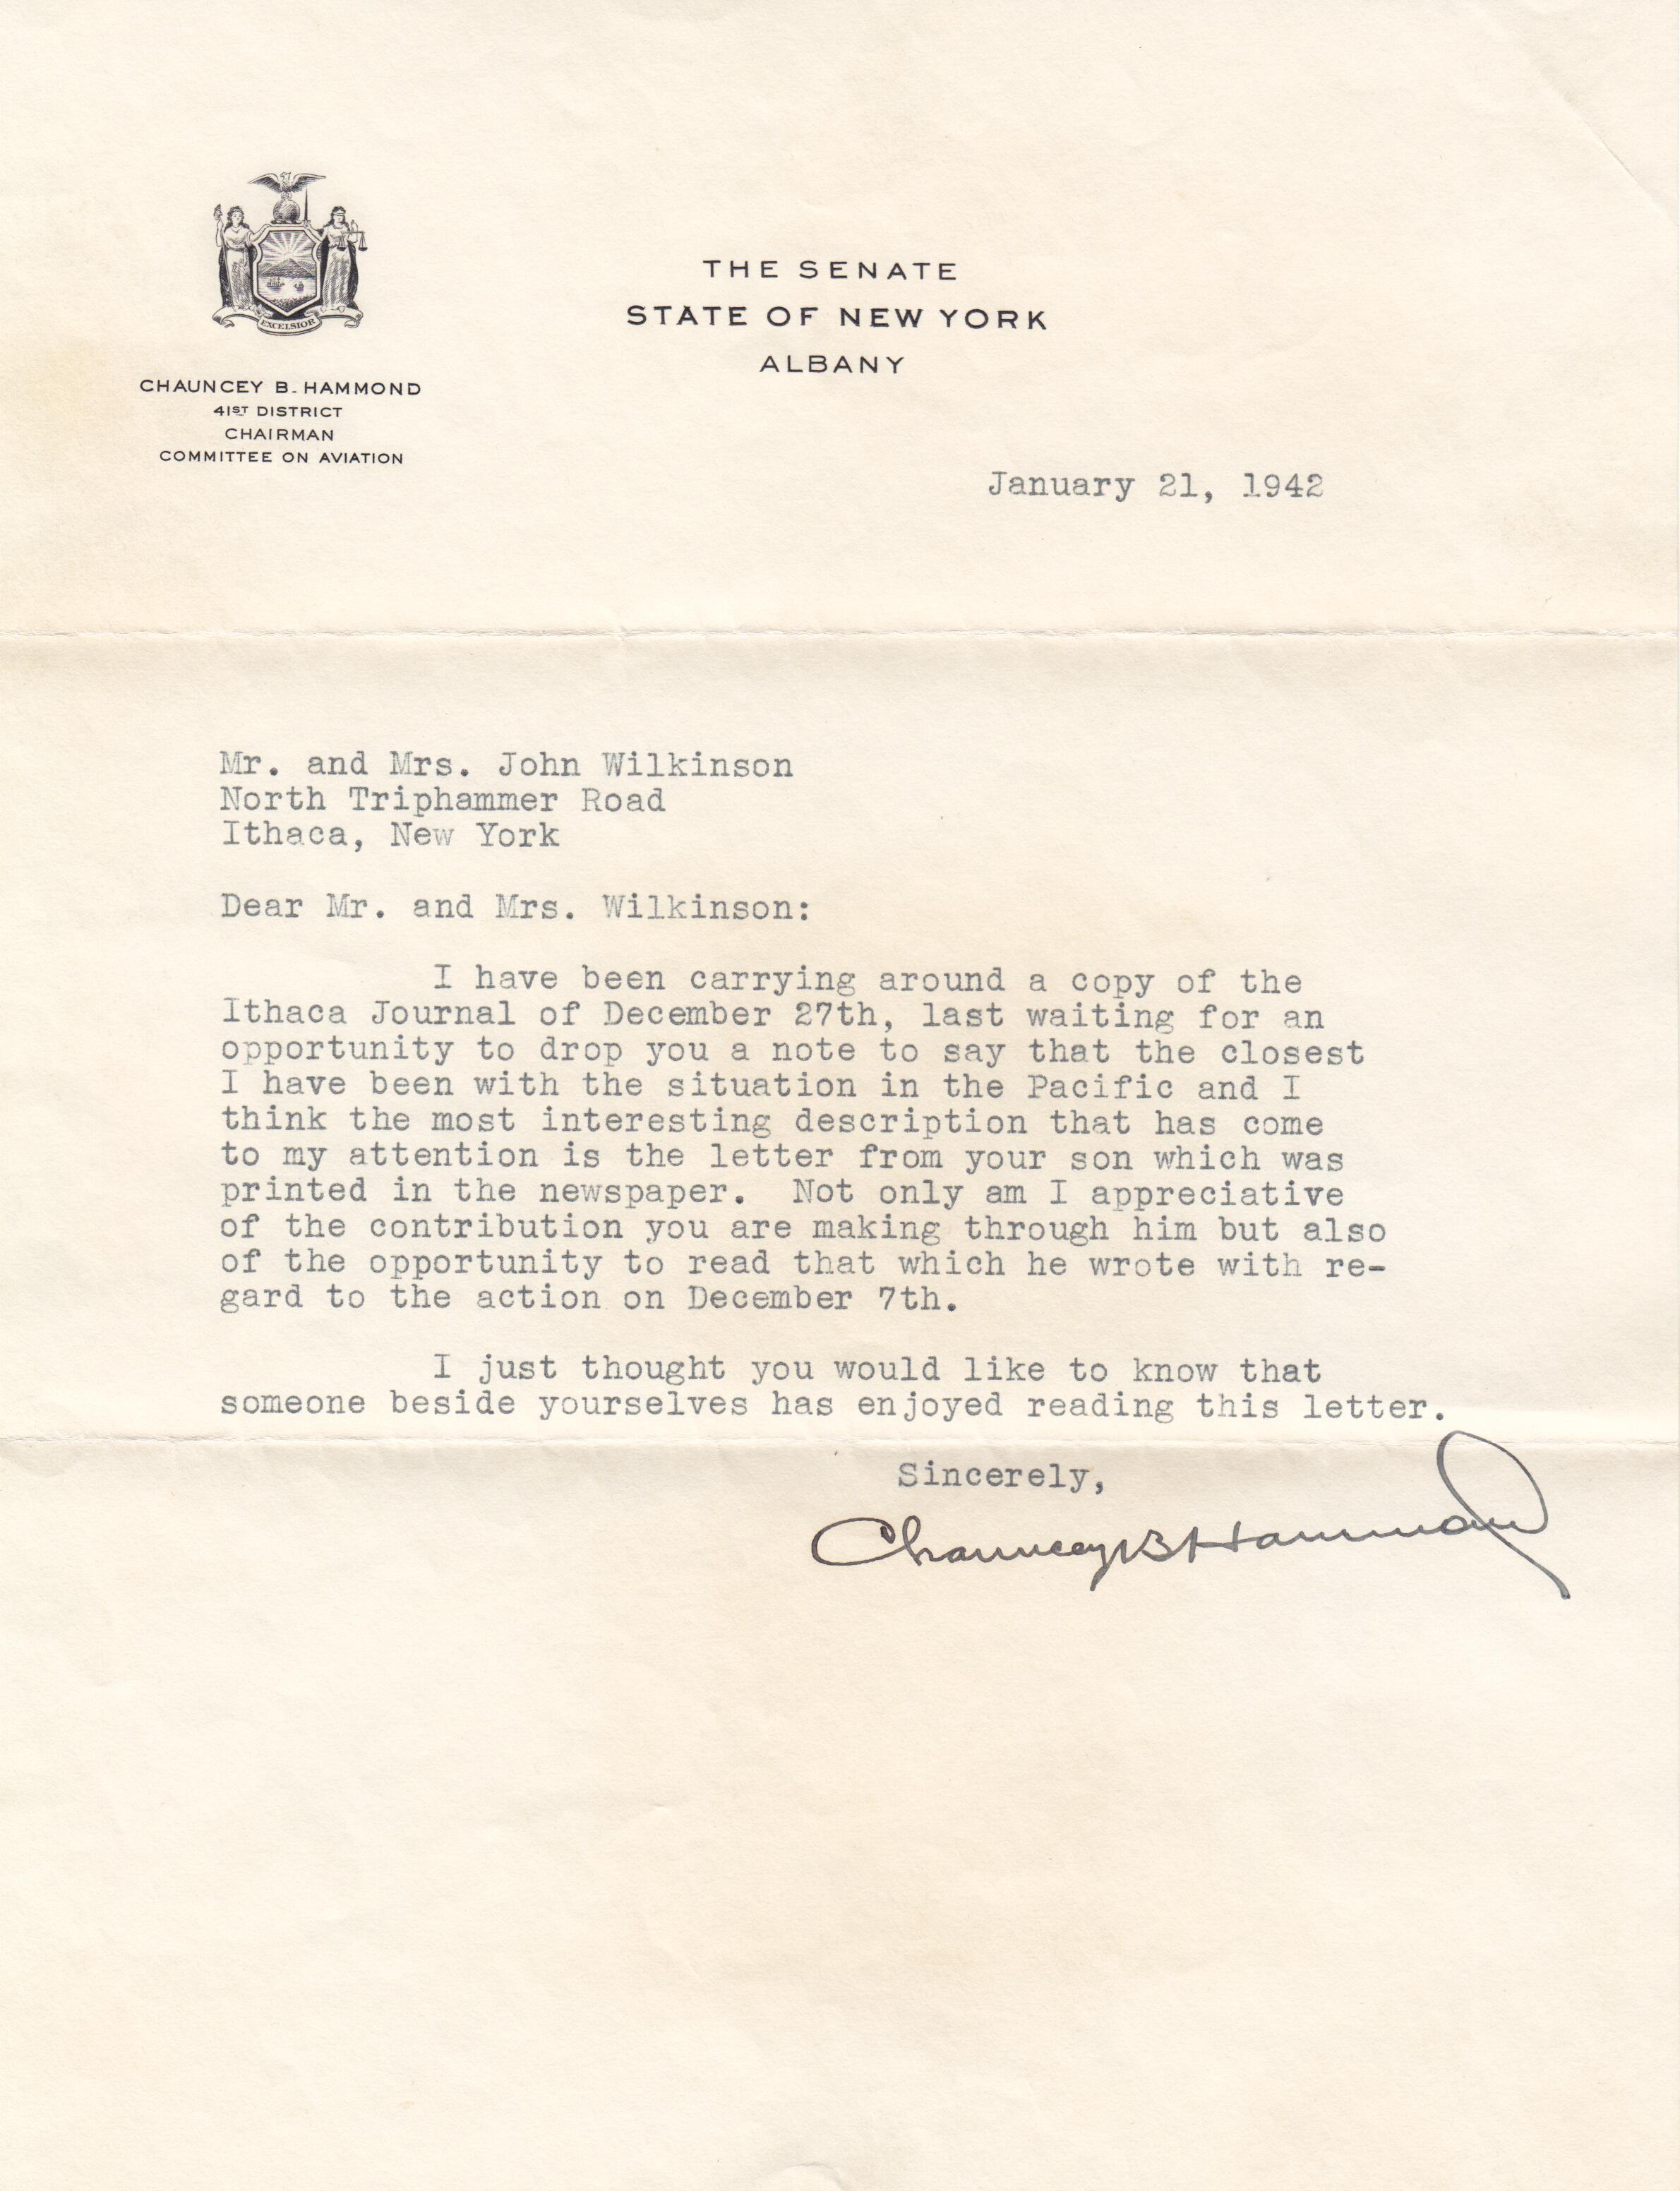 EXCELSIOR
CHAUNCEY B. HAMMOND
41ST DISTRICT
CHAIRMAN
COMMITTEE ON AVIATION
THE SENATE
STATE OF NEW YORK
ALBANY
January 21, 1942
Mr. and Mrs. John Wilkinson
North Triphammer Road
Ithaca, New York
Dear Mr. and Mrs. Wilkinson:
I have been carrying around a copy of the
Ithaca Journal of December 27th, last waiting for an
opportunity to drop you a note to say that the closest
I have been with the situation in the Pacific and I
think the most interesting description that has come
to my attention is the letter from your son which was
printed in the newspaper. Not only am I appreciative
of the contribution you are making through him but also
of the opportunity to read that which he wrote with re-
gard to the action on December 7th.
I just thought you would like to know that
someone beside yourselves has enjoyed reading this letter.
Sincerely,
Chauncey B Hammond